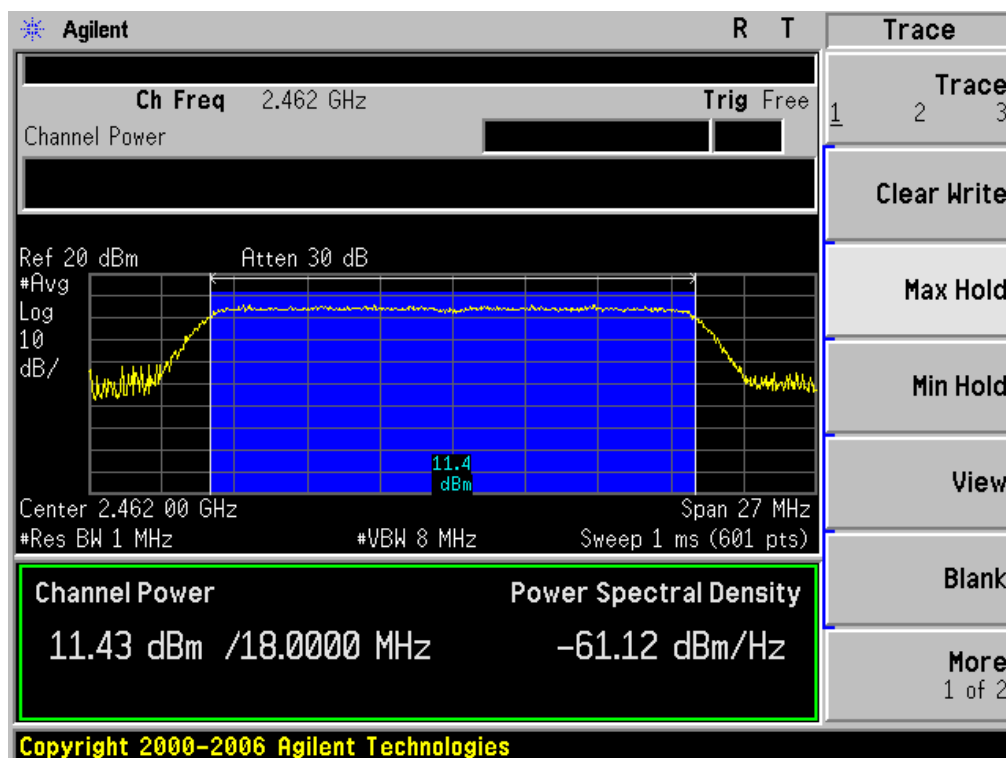 Agilent R T Trace
Ch Freq 2.462 GHz Trig Free
Channel Power
Trace
1 2 3
Clear Write
Ref 20 dBm Atten 30 dB
#Avg
Log
10
dB/
Max Hold
Min Hold
11.4
dBm
View
Center 2.462 00 GHz Span 27 MHz
#Res BW 1 MHz #VBW 8 MHz Sweep 1 ms (601 pts)
Channel Power Power Spectral Density
11.43 dBm /18.0000 MHz -61.12 dBm/Hz
Blank
More
1 of 2
Copyright 2000-2006 Agilent Technologies